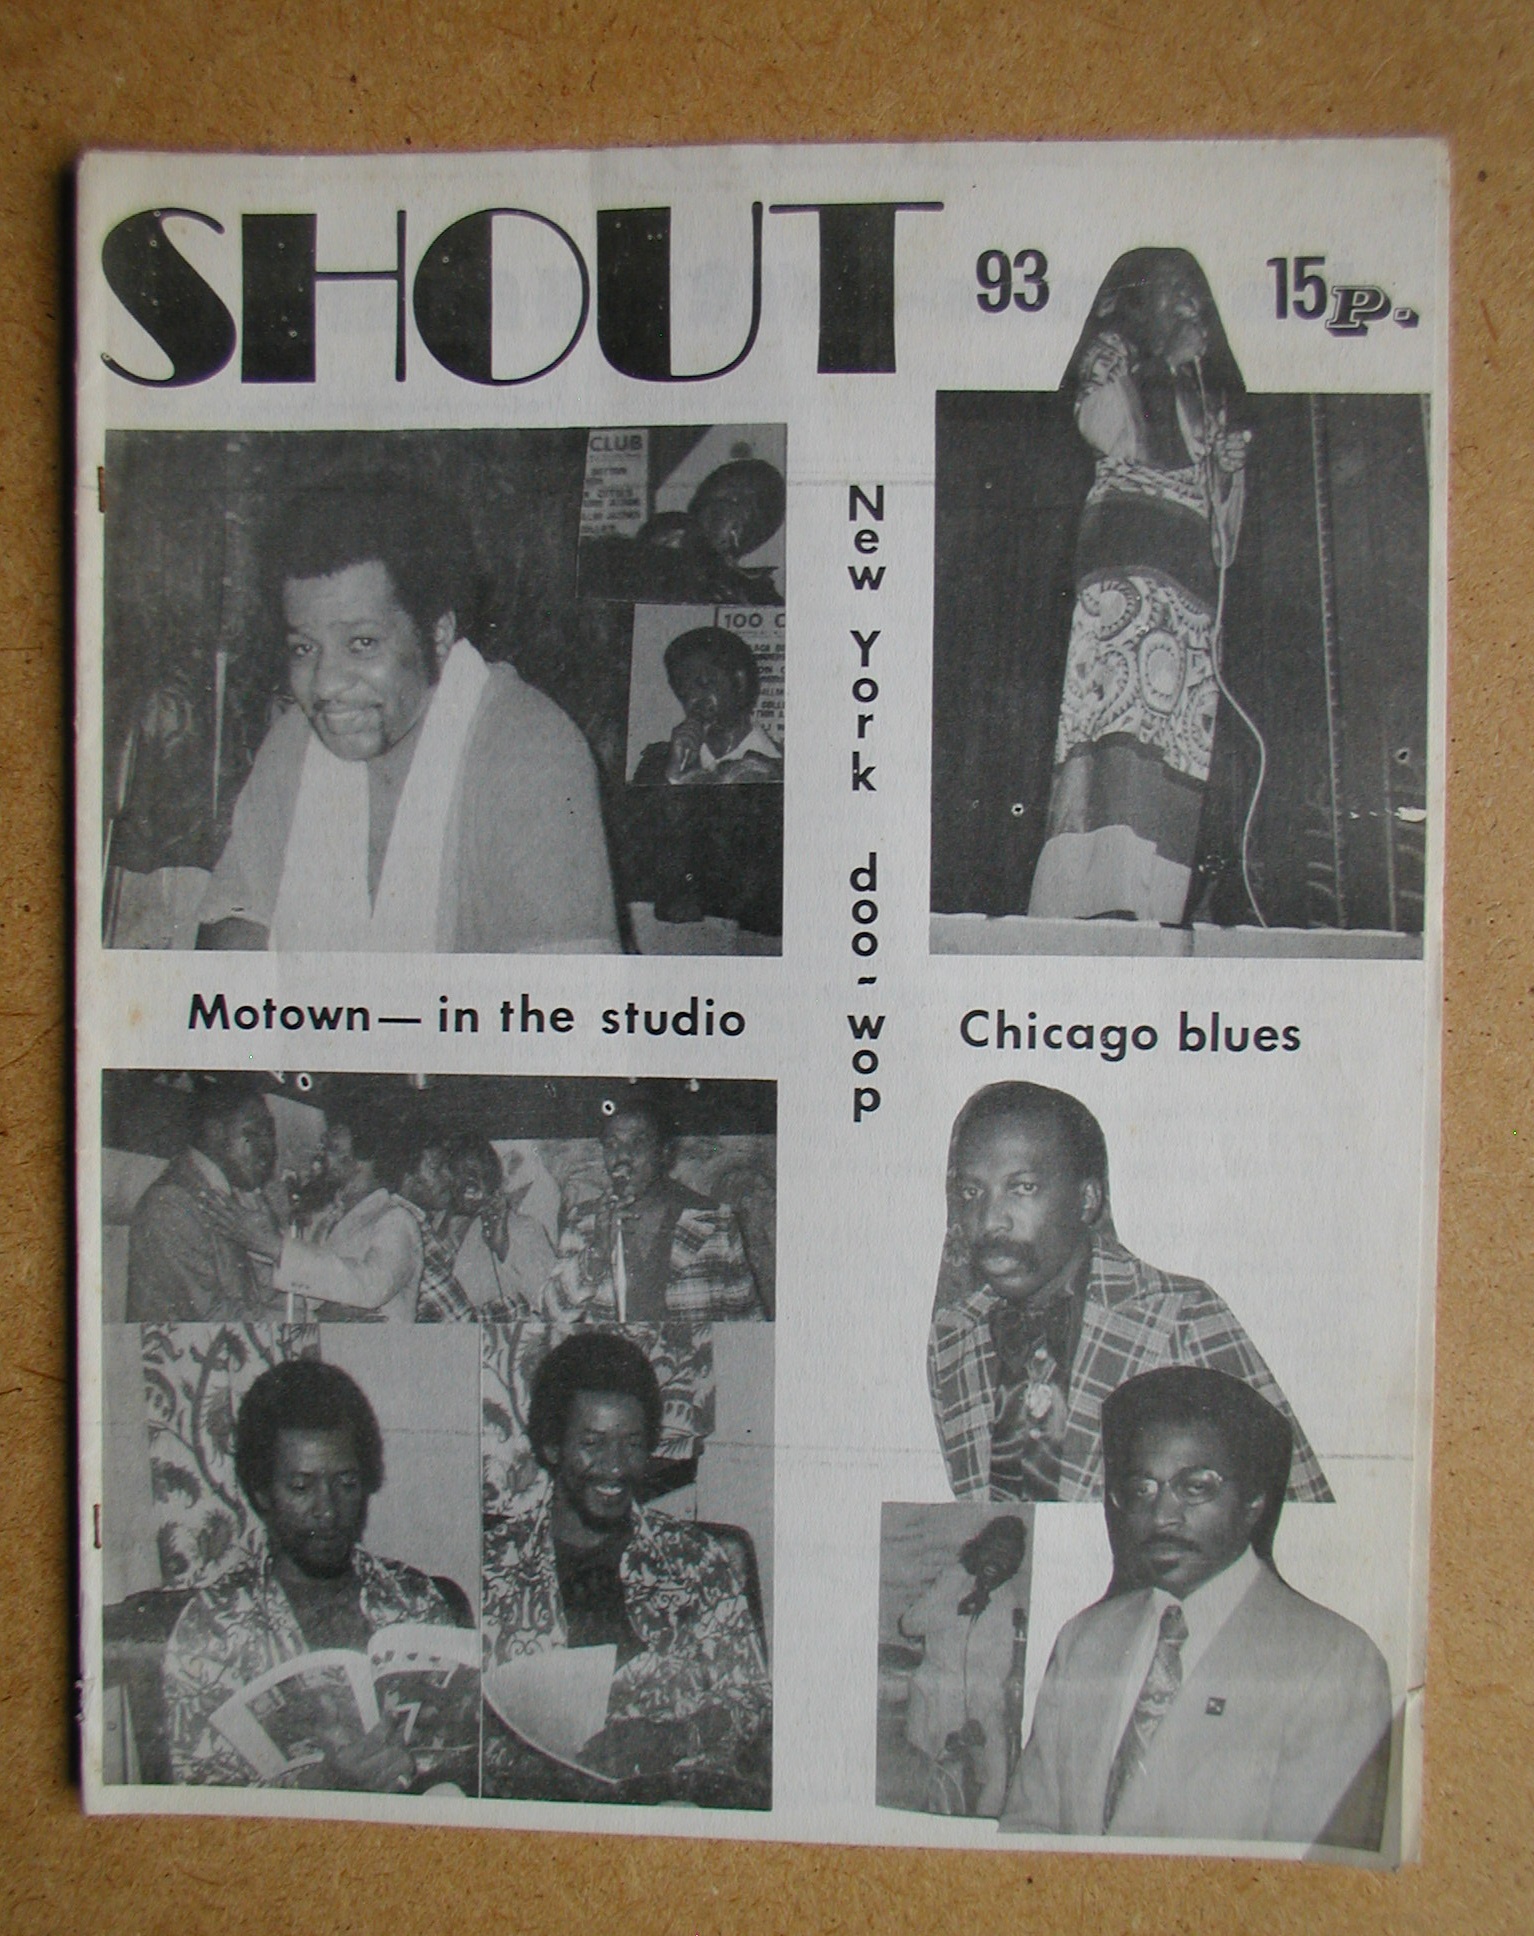 SHOUT
93
15P.
CLUB
100 C
New York doo-wop
Motown — in the studio
Chicago blues